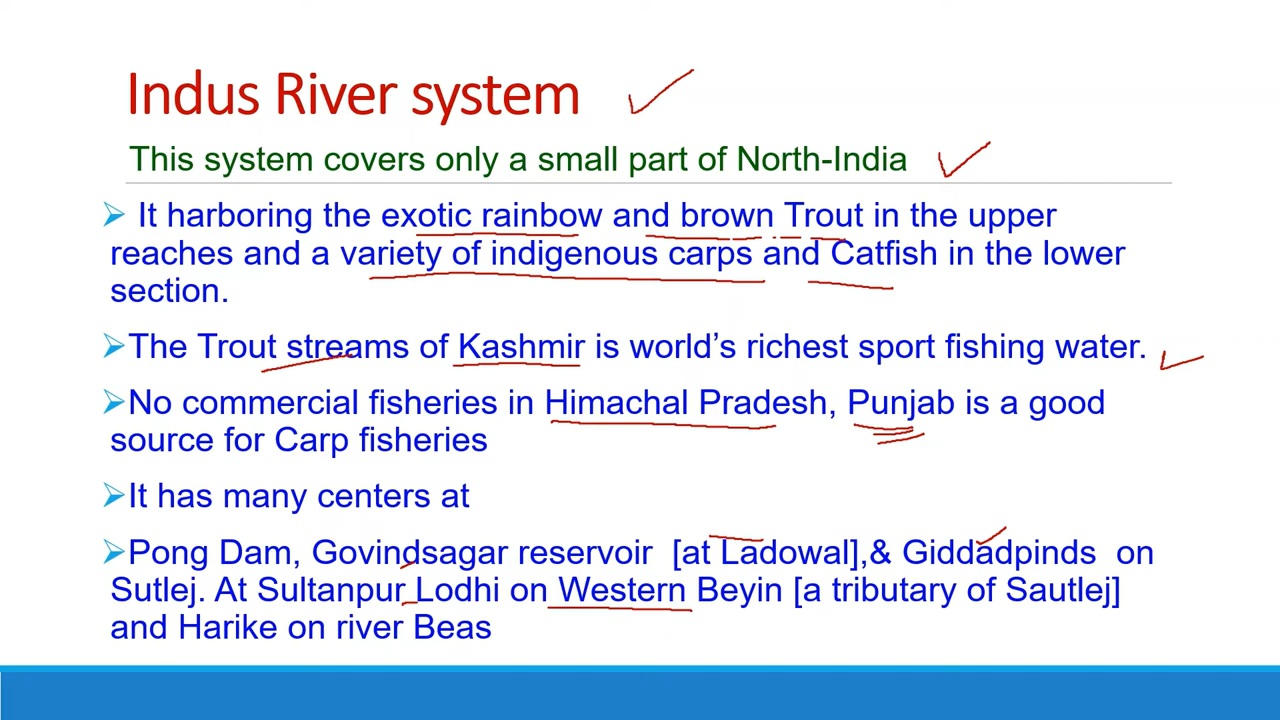 Indus River system
This system covers only a small part of North-India
It harboring the exotic rainbow and brown Trout in the upper
reaches and a variety of indigenous carps and Catfish in the lower
section.
The Trout streams of Kashmir is world's richest sport fishing water.
No commercial fisheries in Himachal Pradesh, Punjab is a good
source for Carp fisheries
It has many centers at
Pong Dam, Govindsagar reservoir [at Ladowal],& Giddadpinds on
Sutlej. At Sultanpur Lodhi on Western Beyin [a tributary of Sautlej]
and Harike on river Beas